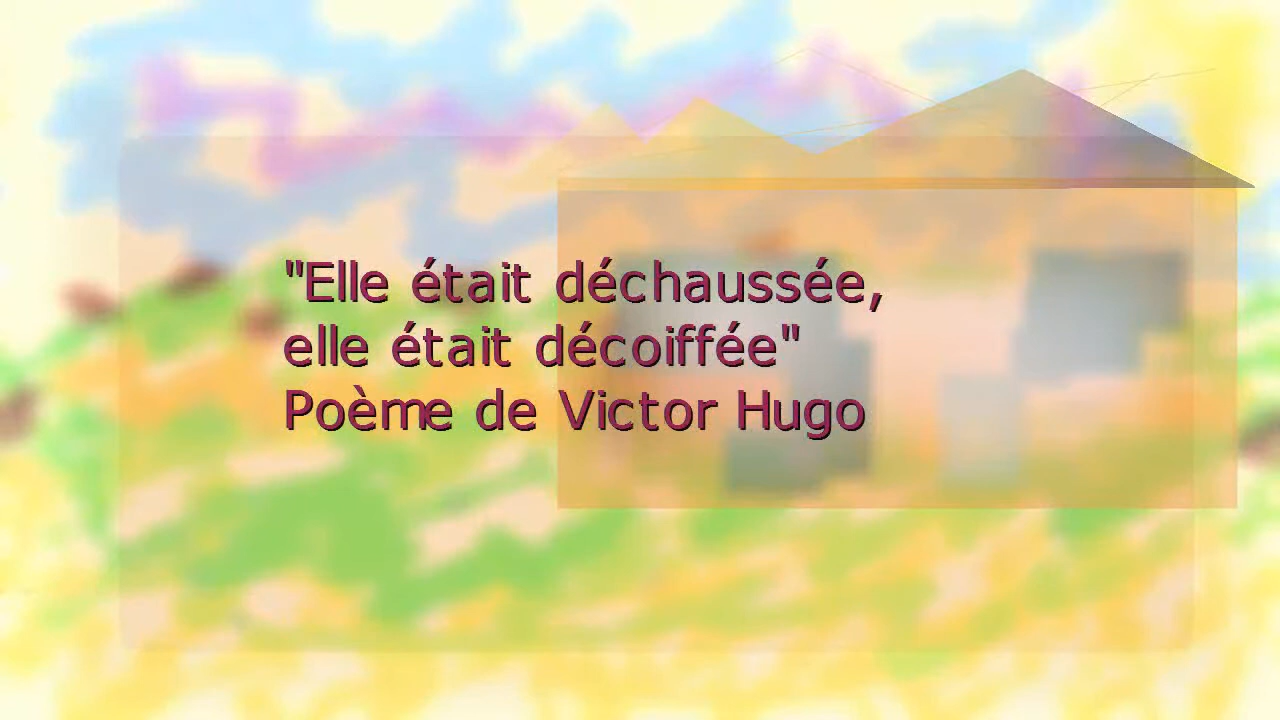 "Elle était déchaussée,
elle était décoiffée"
Poème de Victor Hugo